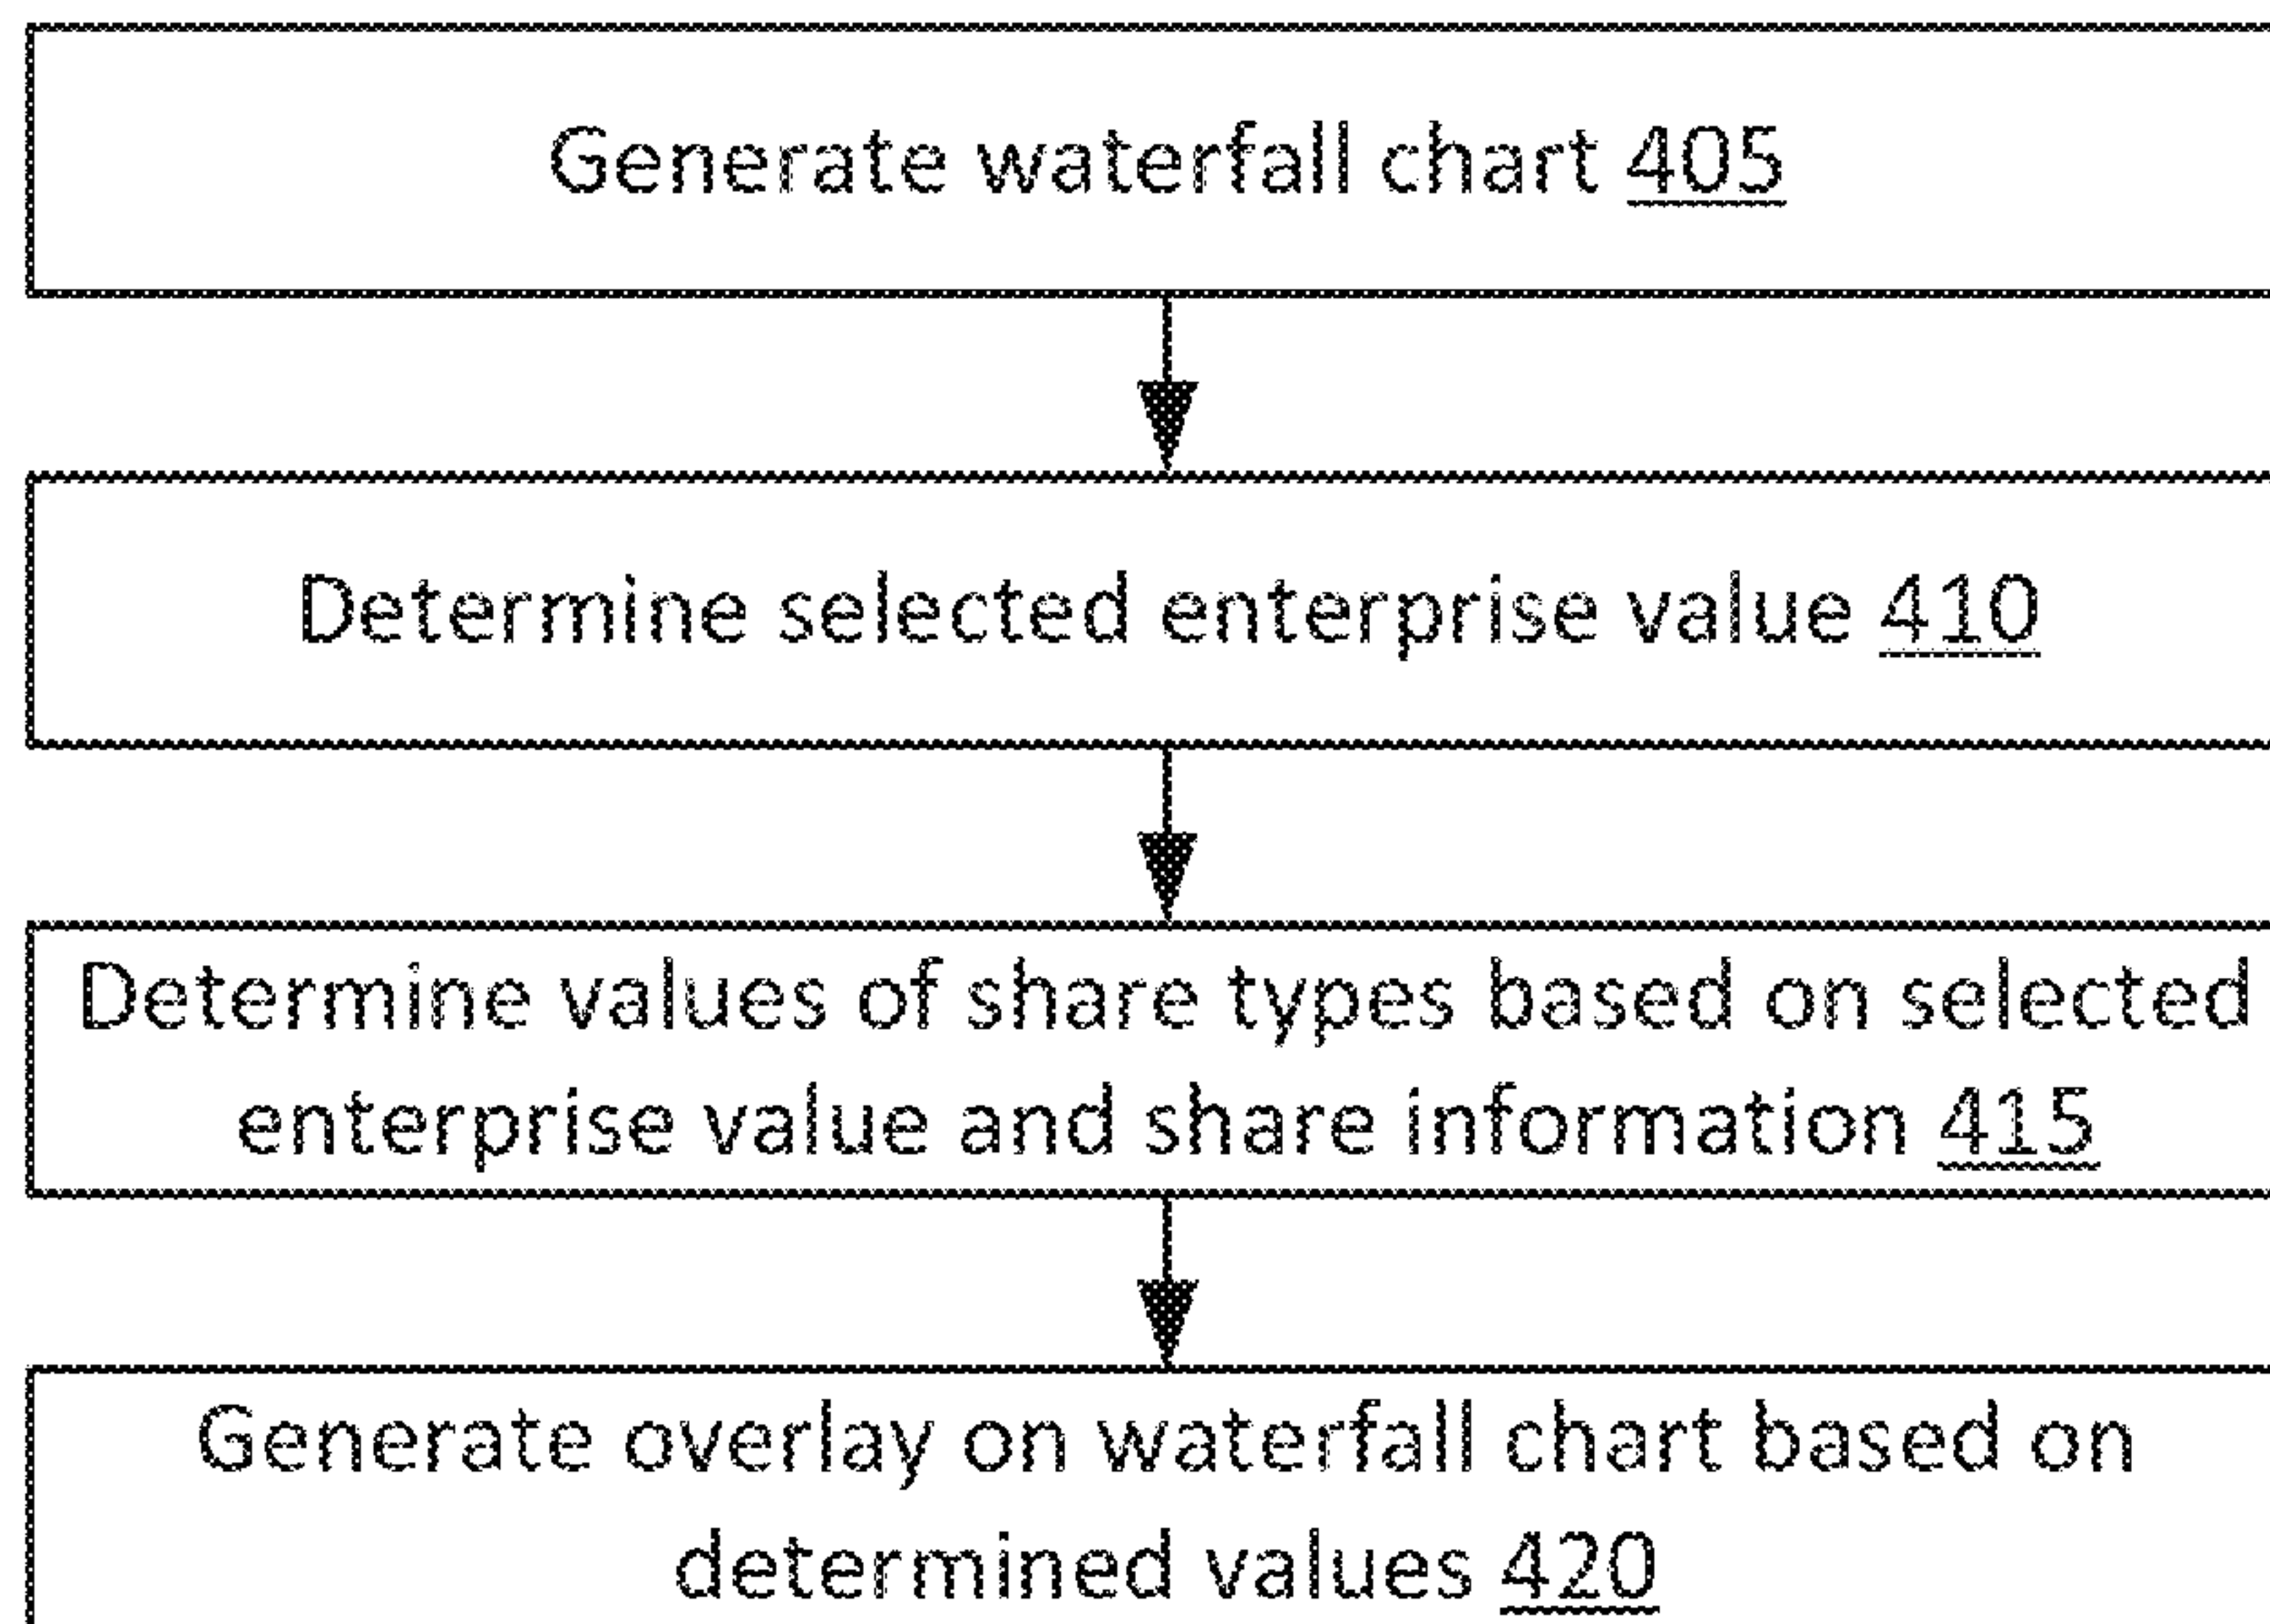 Generate waterfall chart 405
Determine selected enterprise value 410
Determine values of share types based on selected
enterprise value and share information 415
Generate overlay on waterfall chart based on
determined values 420